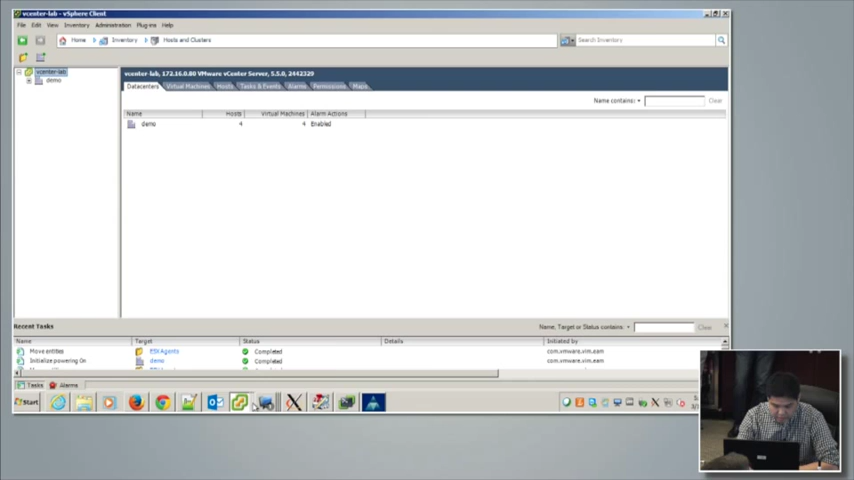 vcenter-lab - vSphere Client
File Edit View Inventory Administration Plug-ins Help
Home Inventory Hosts and Clusters Search Inventory
vcenter-lab
demo
vcenter-lab, 172.16.0.80 VMware vCenter Server, 5.5.0, 2442329
Datacenters Virtual Machines Hosts Tasks & Events Alarms Permissions Maps
Name contains: Clear
Name Hosts Virtual Machines Alarm Actions
demo 4 4 Enabled
Recent Tasks Name, Target or Status contains: Clear
Name Target Status Details Initiated by
Move entities ESX Agents Completed com.vmware.vim.eam
Initialize powering On demo Completed com.vmware.vim.eam
Tasks Alarms
Start